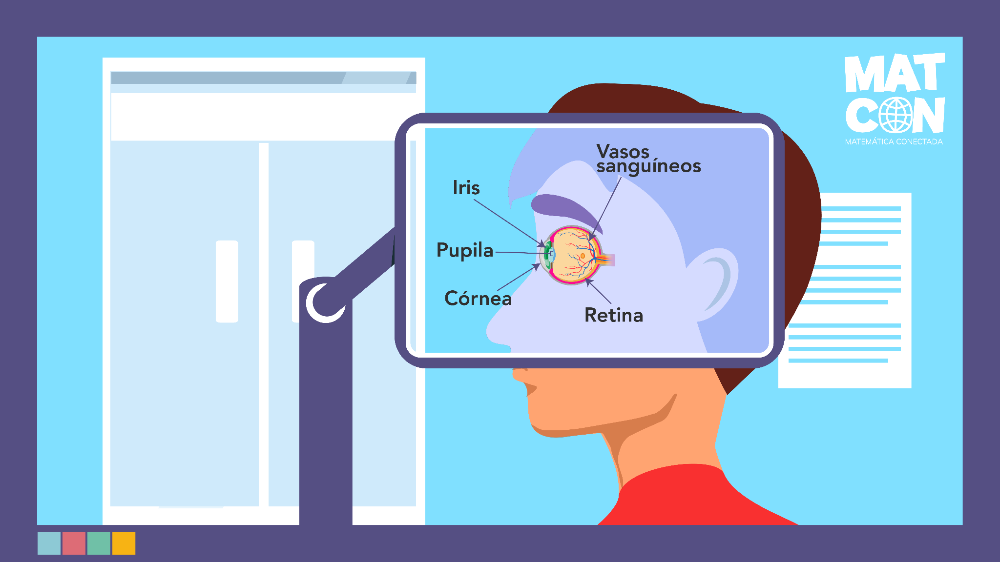 MAT
CON
MATEMÁTICA CONECTADA
Vasos
sanguíneos
Iris
Pupila
Córnea
Retina